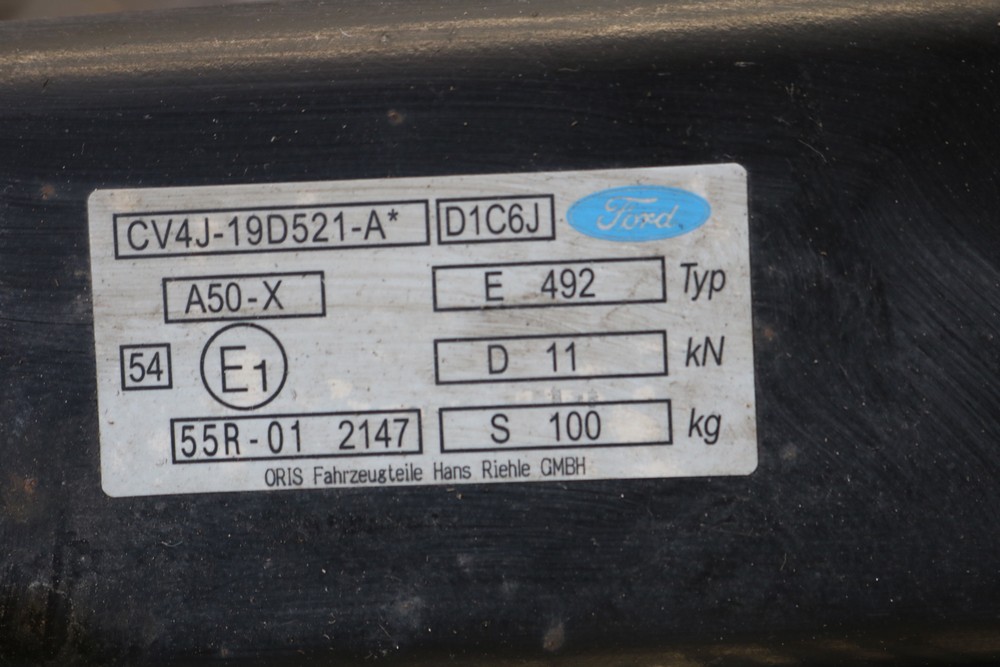 CV4J-19D521-A* D1C6J Ford
A50-X E 492 Typ
54 E1 D 11 kN
55R-01 2147 S 100 kg
ORIS Fahrzeugteile Hans Riehle GMBH